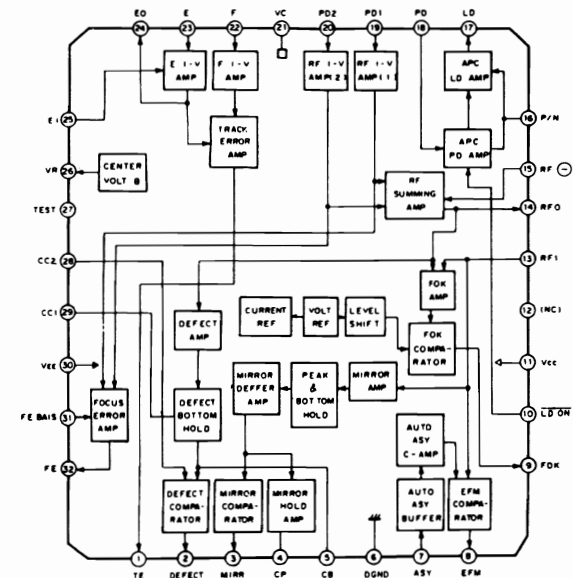 EO E F VC PD2 PD1 PD LD
24 23 22 21 20 19 18 17
E I-V AMP
F I-V AMP
RF I-V AMP(2)
RF I-V AMP(1)
APC LD AMP
EI 25
16 P/N
TRACK ERROR AMP
APC PD AMP
VR 26
CENTER VOLT B
15 RF ⊖
RF SUMMING AMP
TEST 27
14 RFO
CC2 28
13 RFI
FOK AMP
CC1 29
12 (NC)
DEFECT AMP
CURRENT REF
VOLT REF
LEVEL SHIFT
FOK COMPA-RATOR
VEE 30
11 Vcc
MIRROR DEFFER AMP
PEAK & BOTTOM HOLD
MIRROR AMP
FE BAIS 31
FOCUS ERROR AMP
DEFECT BOTTOM HOLD
10 LD ON
AUTO ASY C-AMP
FE 32
9 FOK
DEFECT COMPA-RATOR
MIRROR COMPA-RATOR
MIRROR HOLD AMP
AUTO ASY BUFFER
EFM COMPA-RATOR
1 2 3 4 5 6 7 8
TE DEFECT MIRR CP CB DGND ASY EFM